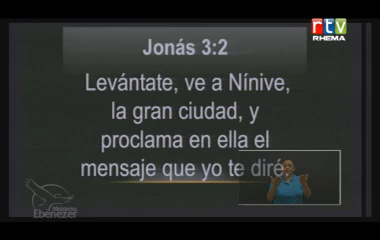 rtv
RHEMA
Jonás 3:2
Levántate, ve a Nínive,
la gran ciudad, y
proclama en ella el
mensaje que yo te diré
Ministerios
Ebenezer